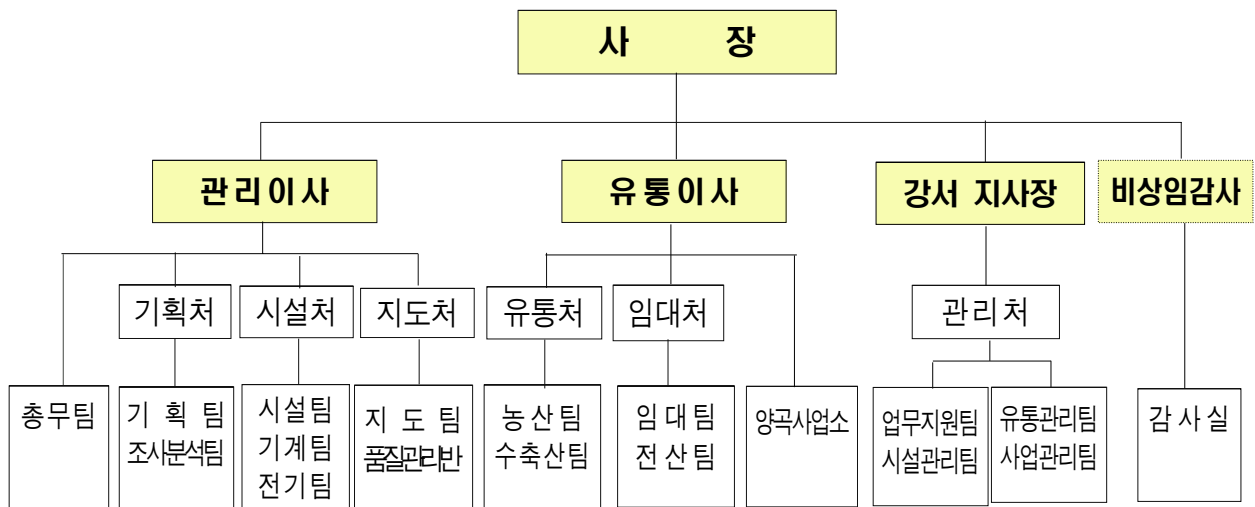 사 장
관리이사 유통이사 강서 지사장 비상임감사
기획처 시설처 지도처 유통처 임대처 관리처
총무팀
기 획 팀
조사분석팀
시설팀
기계팀
전기팀
지 도 팀
품질관리반
농산팀
수축산팀
임대팀
전산팀
양곡사업소
업무지원팀
시설관리팀
유통관리팀
사업관리팀
감사실